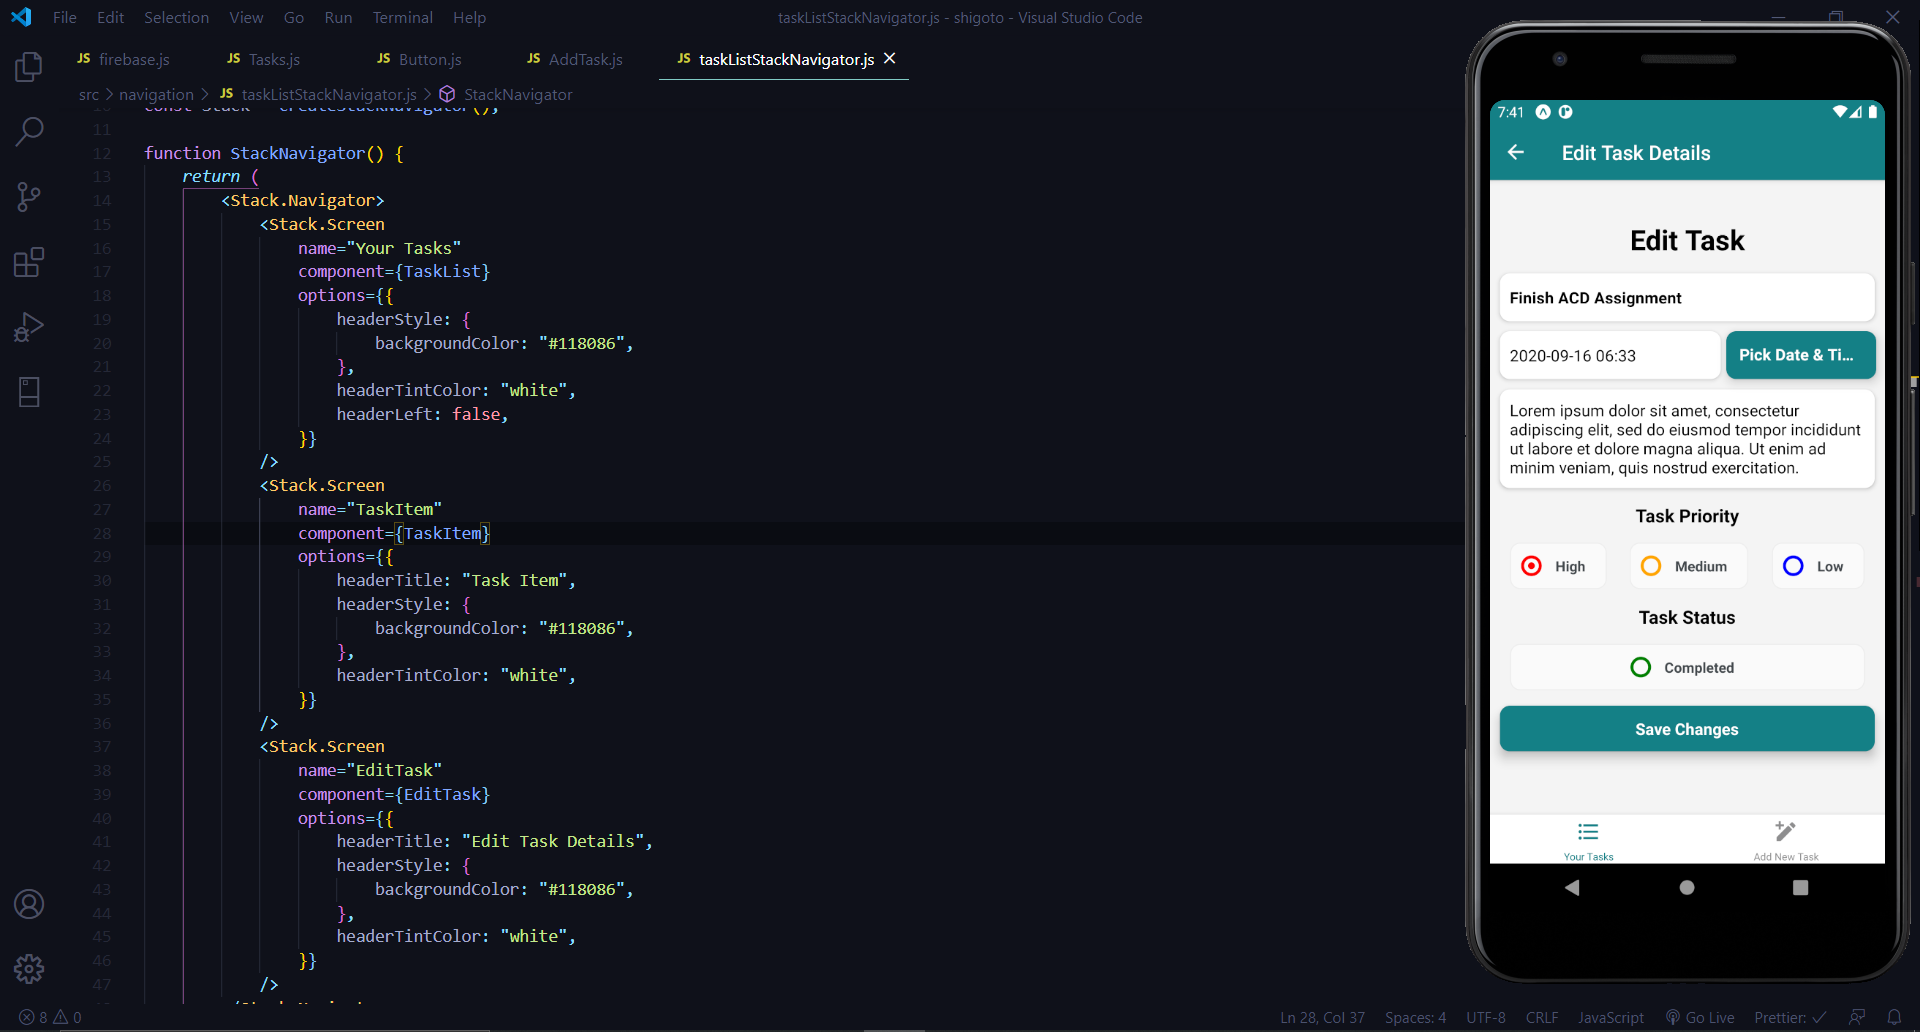 File Edit Selection View Go Run Terminal Help
taskListStackNavigator.js - shigoto - Visual Studio Code
JS firebase.js
JS Tasks.js
JS Button.js
JS AddTask.js
JS taskListStackNavigator.js
src > navigation > JS taskListStackNavigator.js > StackNavigator
11
12 function StackNavigator() {
13 return (
14 <Stack.Navigator>
15 <Stack.Screen
16 name="Your Tasks"
17 component={TaskList}
18 options={{
19 headerStyle: {
20 backgroundColor: "#118086",
21 },
22 headerTintColor: "white",
23 headerLeft: false,
24 }}
25 />
26 <Stack.Screen
27 name="TaskItem"
28 component={TaskItem}
29 options={{
30 headerTitle: "Task Item",
31 headerStyle: {
32 backgroundColor: "#118086",
33 },
34 headerTintColor: "white",
35 }}
36 />
37 <Stack.Screen
38 name="EditTask"
39 component={EditTask}
40 options={{
41 headerTitle: "Edit Task Details",
42 headerStyle: {
43 backgroundColor: "#118086",
44 },
45 headerTintColor: "white",
46 }}
47 />
8 0
Ln 28, Col 37 Spaces: 4 UTF-8 CRLF JavaScript Go Live Prettier: ✓
7:41
Edit Task Details
Edit Task
Finish ACD Assignment
2020-09-16 06:33
Pick Date & Ti...
Lorem ipsum dolor sit amet, consectetur
adipiscing elit, sed do eiusmod tempor incididunt
ut labore et dolore magna aliqua. Ut enim ad
minim veniam, quis nostrud exercitation.
Task Priority
High Medium Low
Task Status
Completed
Save Changes
Your Tasks Add New Task